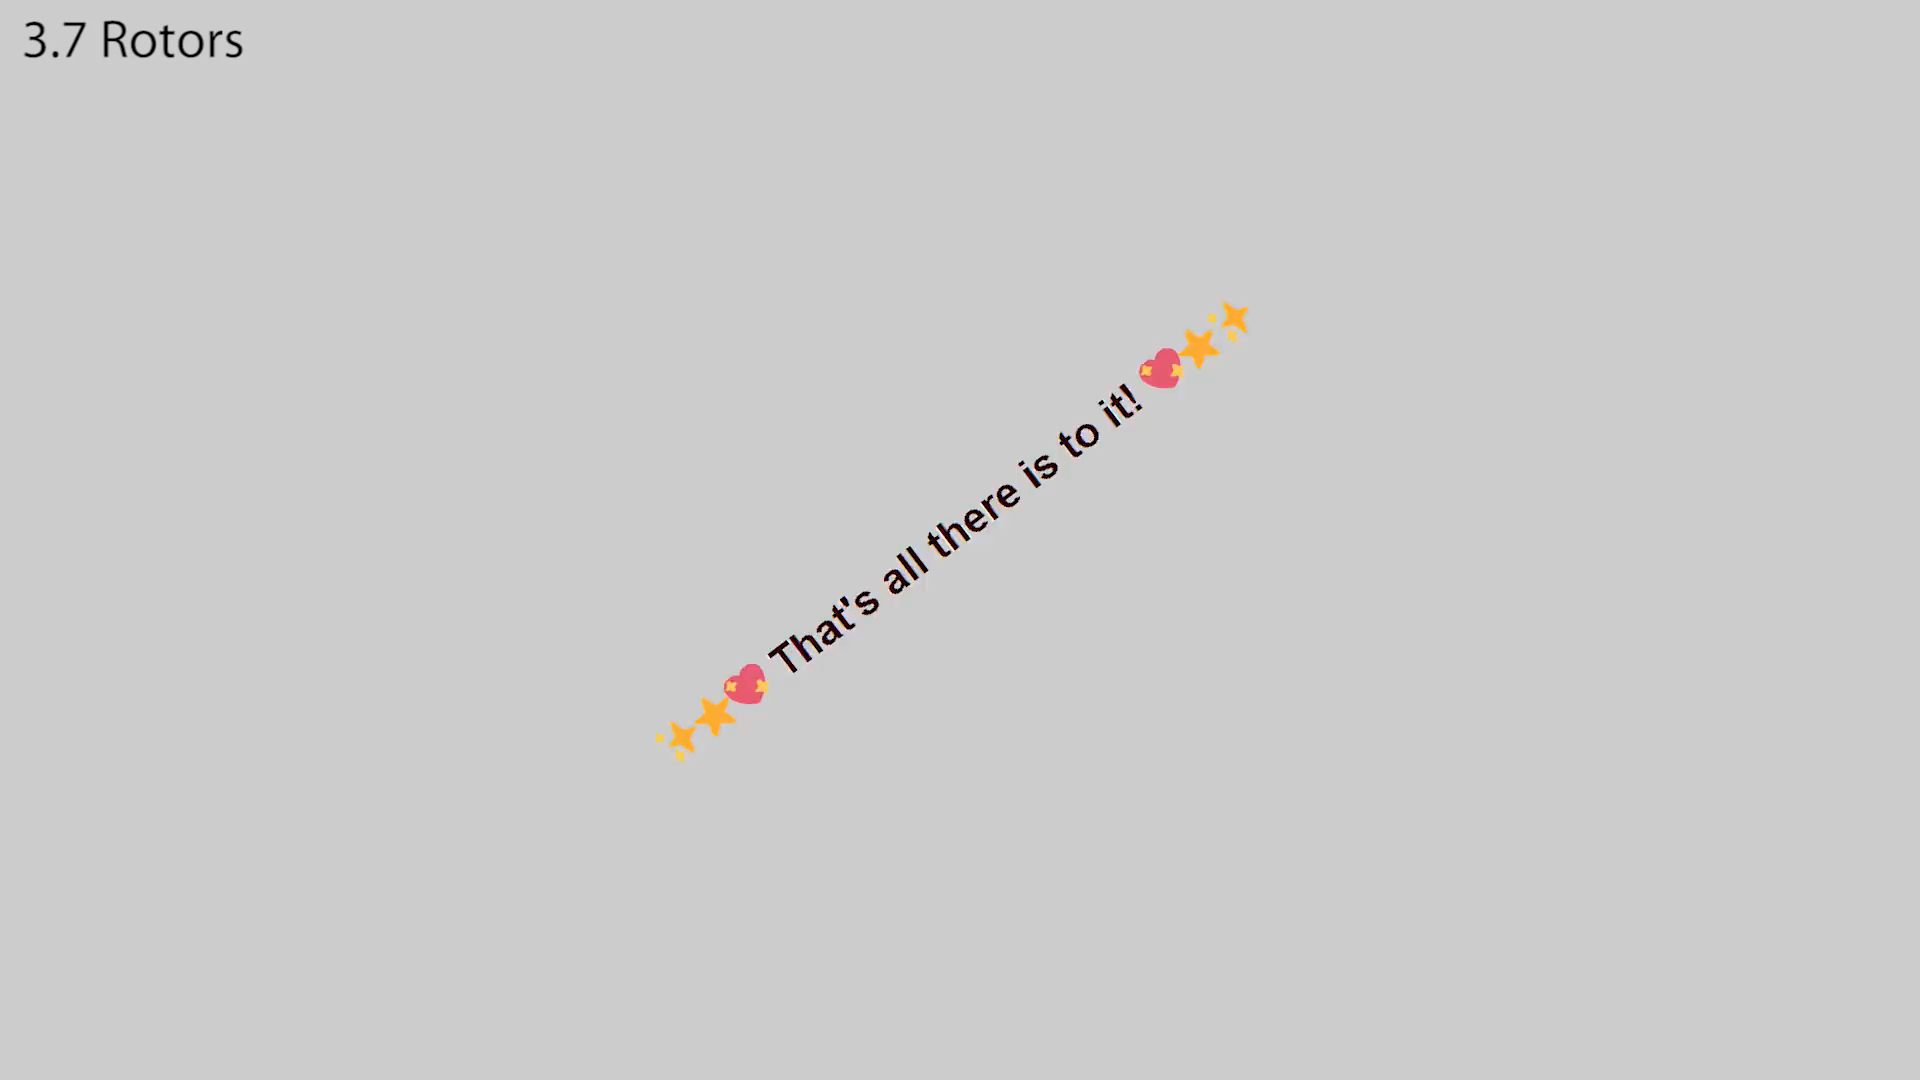 3.7 Rotors
✨⭐💖 That's all there is to it! 💖⭐✨